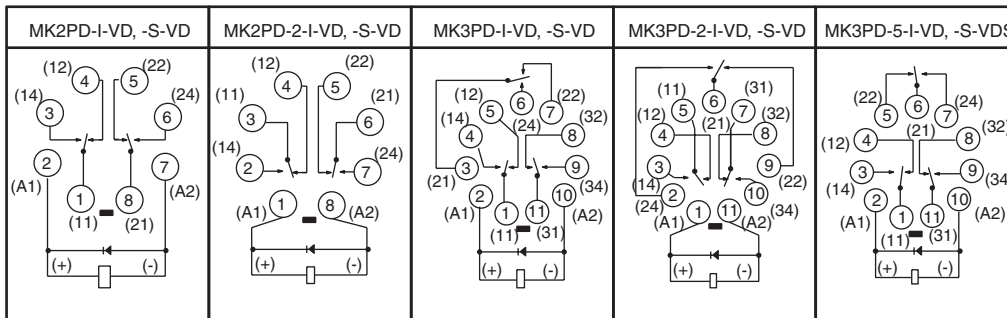 MK2PD-I-VD, -S-VD
(12) (22)
4 5
(14) (24)
3 6
2 7
(A1) 1 8 (A2)
(11) (21)
(+) (-)
MK2PD-2-I-VD, -S-VD
(12) (22)
4 5
(11) (21)
3 6
(14) (24)
2 7
(A1) 1 8 (A2)
(+) (-)
MK3PD-I-VD, -S-VD
6
(12) 5 7 (22)
(14) (24) (32)
4 8
3 9
(21) (34)
2 10
(A1) 1 11 (A2)
(11) (31)
(+) (-)
MK3PD-2-I-VD, -S-VD
(11) 6 (31)
5 7
(12) (21) (32)
4 8
3 9
(14) (22)
2 10
(24) (34)
(A1) 1 11 (A2)
(+) (-)
MK3PD-5-I-VD, -S-VDS
(22) 6 (24)
5 7
(12) (21) (32)
4 8
3 9
(14) (34)
2 10
(A1) 1 11 (A2)
(11) (31)
(+) (-)